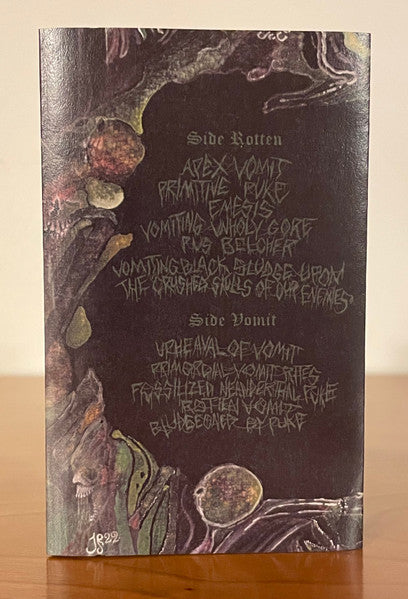 Side Rotten
APEX VOMIT
PRIMITIVE PUKE
EMESIS
VOMITING UNHOLY GORE
PUS BELCHER
VOMITING BLACK SLUDGE UPON
THE CRUSHED SKULLS OF OUR ENEMIES
Side Vomit
UPHEAVAL OF VOMIT
PRIMORDIAL VOMIT RITES
FOSSILIZED NEANDERTHAL PUKE
ROTTEN VOMIT
BLUDGEONED BY PUKE
JS 22